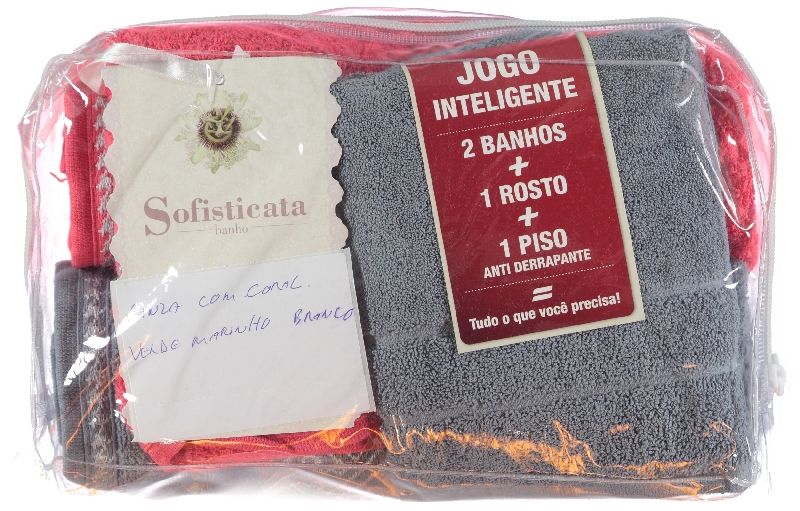 Sofisticata
banho
CINZA COM CORAL.
VERDE MARINHO BRANCO
JOGO
INTELIGENTE
2 BANHOS
+
1 ROSTO
+
1 PISO
ANTI DERRAPANTE
=
Tudo o que você precisa!